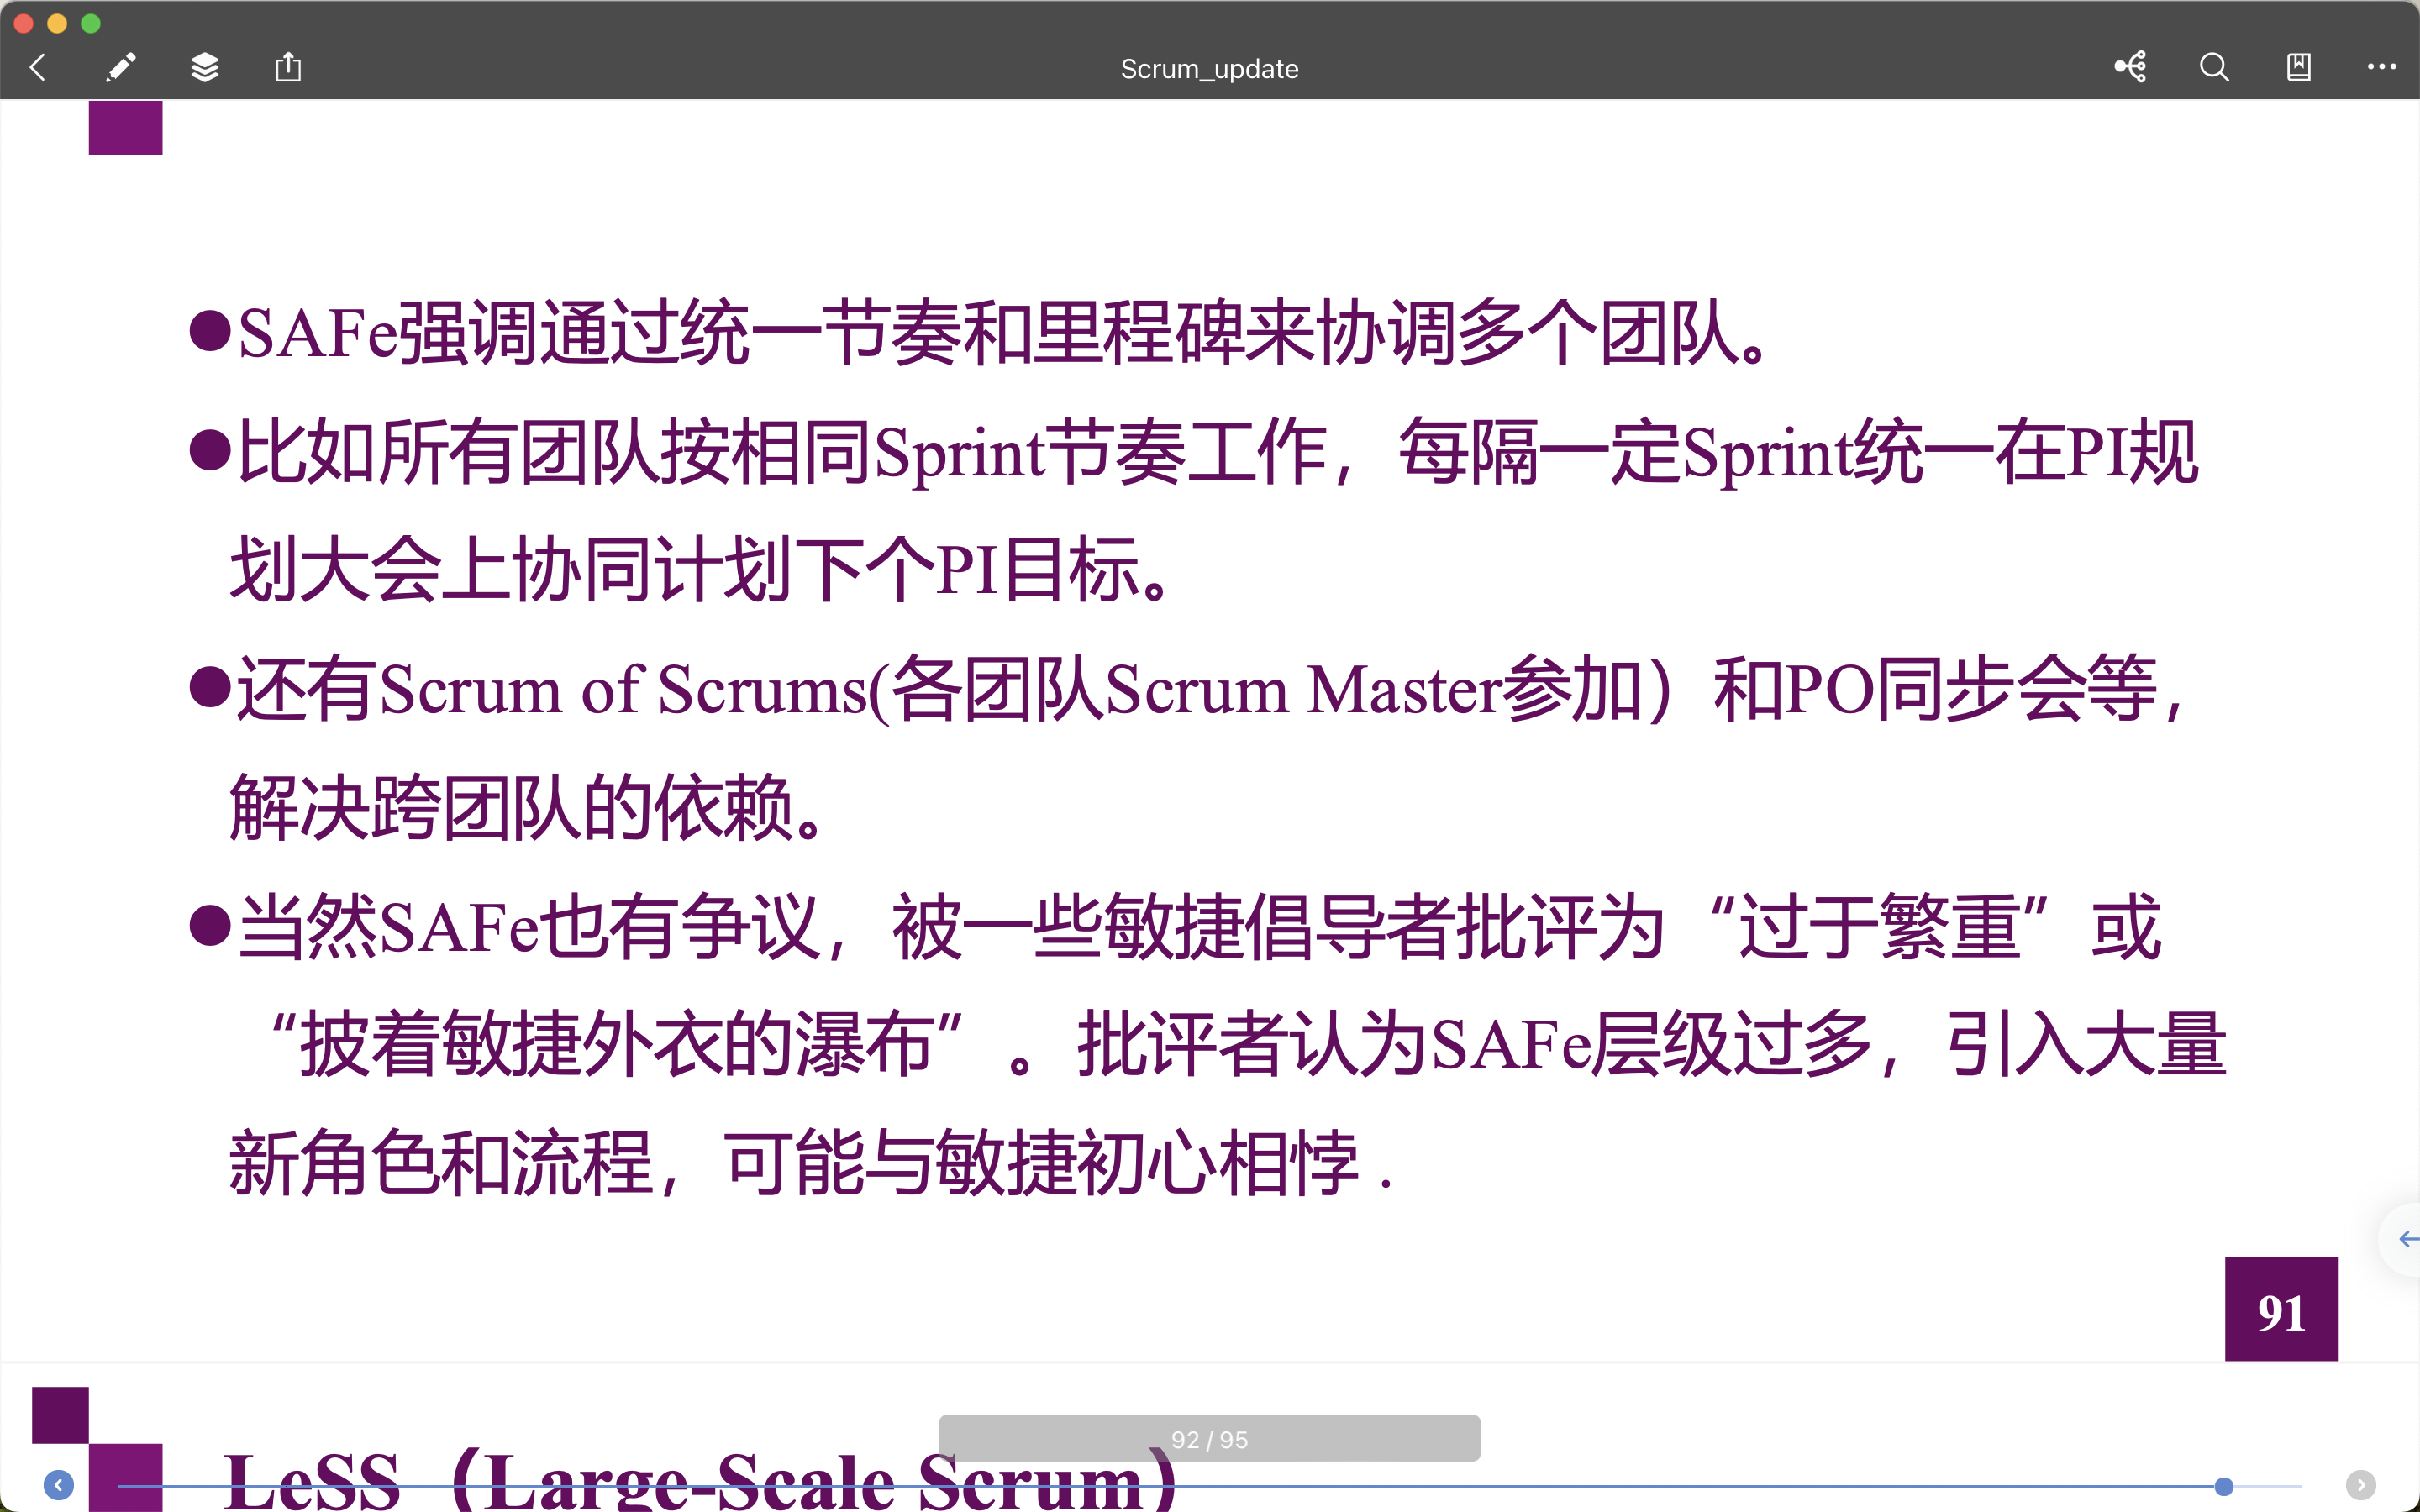 Scrum_update
●SAFe强调通过统一节奏和里程碑来协调多个团队。
●比如所有团队按相同Sprint节奏工作，每隔一定Sprint统一在PI规
划大会上协同计划下个PI目标。
●还有Scrum of Scrums(各团队Scrum Master参加）和PO同步会等，
解决跨团队的依赖。
●当然SAFe也有争议，被一些敏捷倡导者批评为“过于繁重”或
“披着敏捷外衣的瀑布”。批评者认为SAFe层级过多，引入大量
新角色和流程，可能与敏捷初心相悖 .
91
92 / 95
LeSS（Large-Scale Scrum）